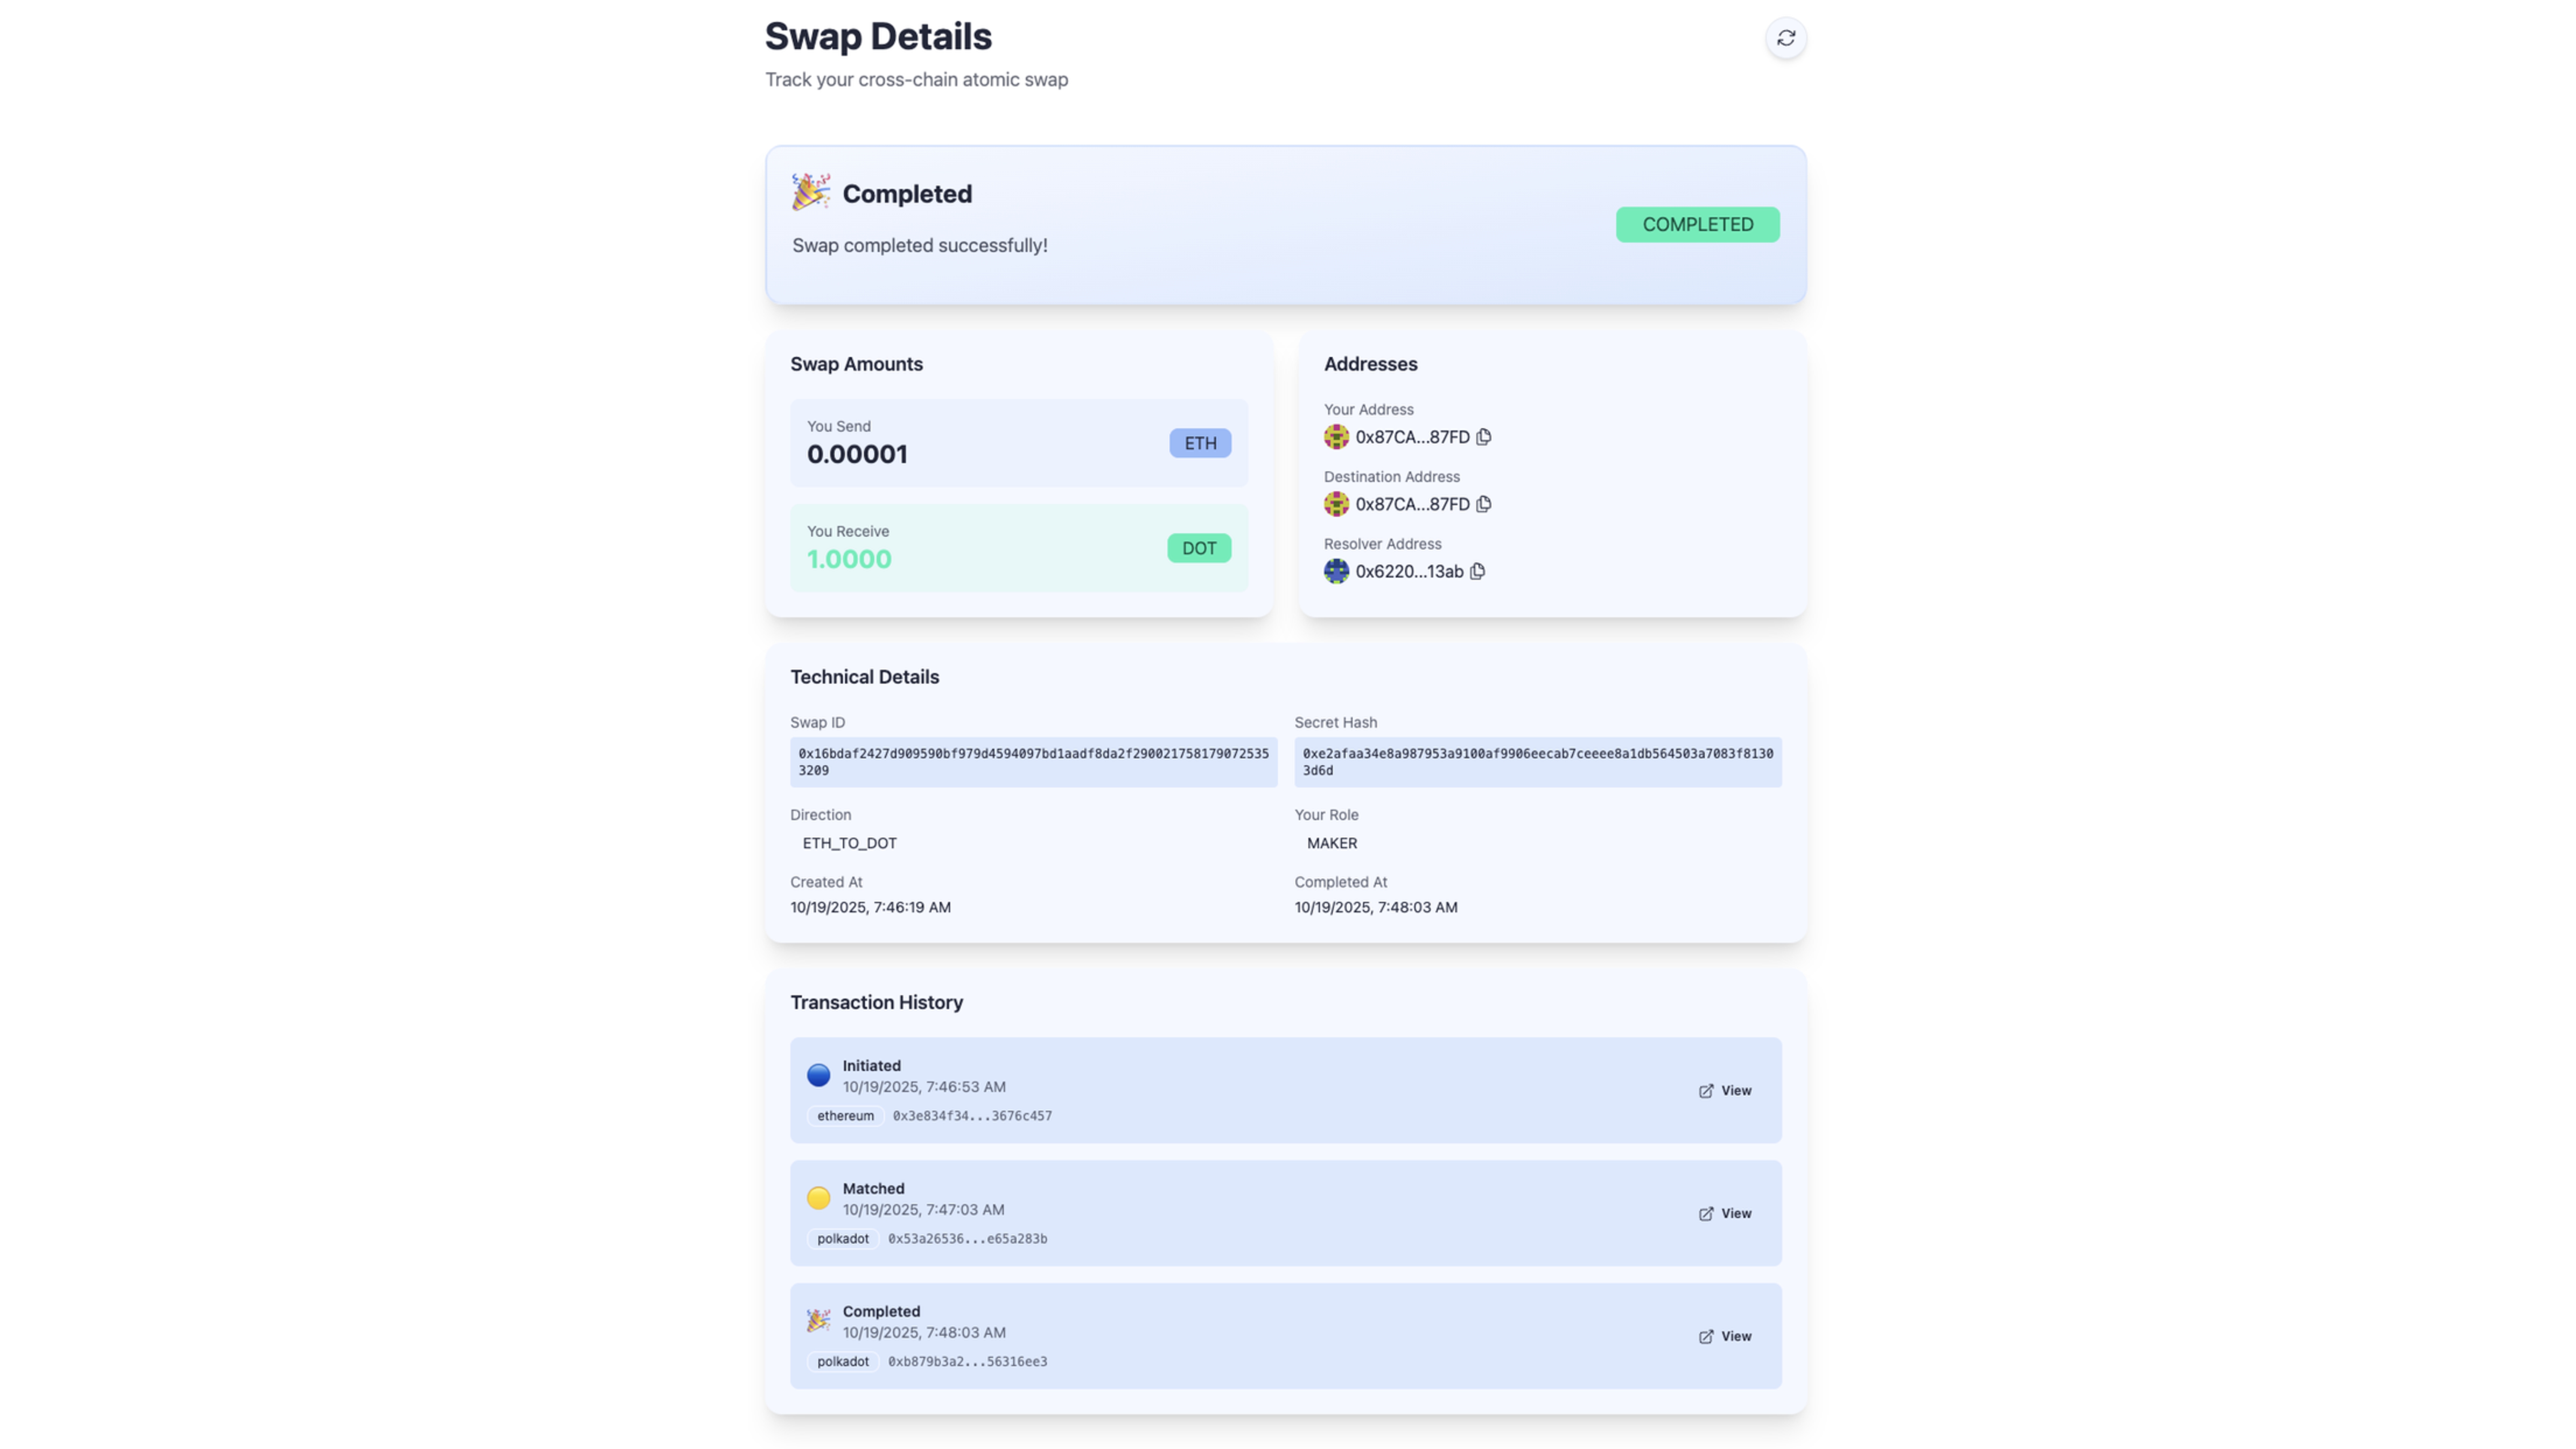 Swap Details
Track your cross-chain atomic swap
Completed
Swap completed successfully!
COMPLETED
Swap Amounts
You Send
0.00001
ETH
You Receive
1.0000
DOT
Addresses
Your Address
0x87CA...87FD
Destination Address
0x87CA...87FD
Resolver Address
0x6220...13ab
Technical Details
Swap ID
0x16bdaf2427d909590bf979d4594097bd1aadf8da2f290021758179072535
3209
Secret Hash
0xe2afaa34e8a987953a9100af9906eecab7ceeee8a1db564503a7083f8130
3d6d
Direction
ETH_TO_DOT
Your Role
MAKER
Created At
10/19/2025, 7:46:19 AM
Completed At
10/19/2025, 7:48:03 AM
Transaction History
Initiated
10/19/2025, 7:46:53 AM
ethereum 0x3e834f34...3676c457
View
Matched
10/19/2025, 7:47:03 AM
polkadot 0x53a26536...e65a283b
View
Completed
10/19/2025, 7:48:03 AM
polkadot 0xb879b3a2...56316ee3
View